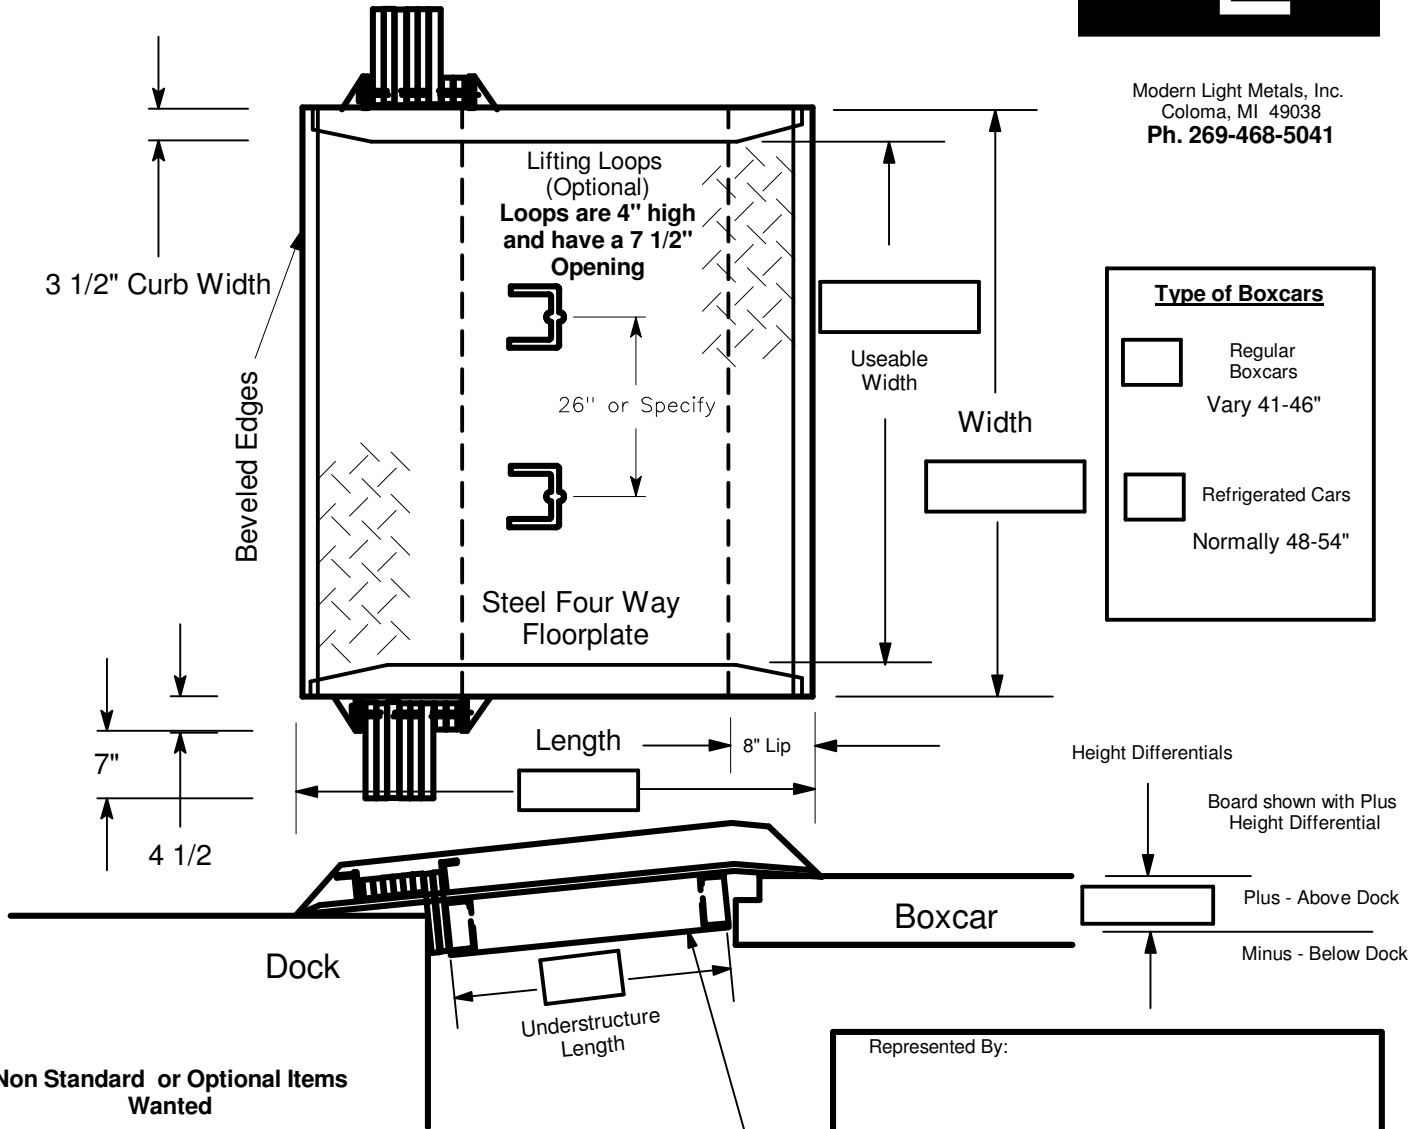 Modern Light Metals, Inc.
Coloma, MI  49038
Ph. 269-468-5041
Lifting Loops
(Optional)
Loops are 4" high
and have a 7 1/2"
Opening
3 1/2" Curb Width
Beveled Edges
26" or Specify
Useable
Width
Width
Type of Boxcars
Regular
Boxcars
Vary 41-46"
Refrigerated Cars
Normally 48-54"
Steel Four Way
Floorplate
7"
4 1/2
Length
8" Lip
Height Differentials
Board shown with Plus
Height Differential
Plus - Above Dock
Minus - Below Dock
Boxcar
Dock
Understructure
Length
Non Standard  or Optional Items
Wanted
Represented By: